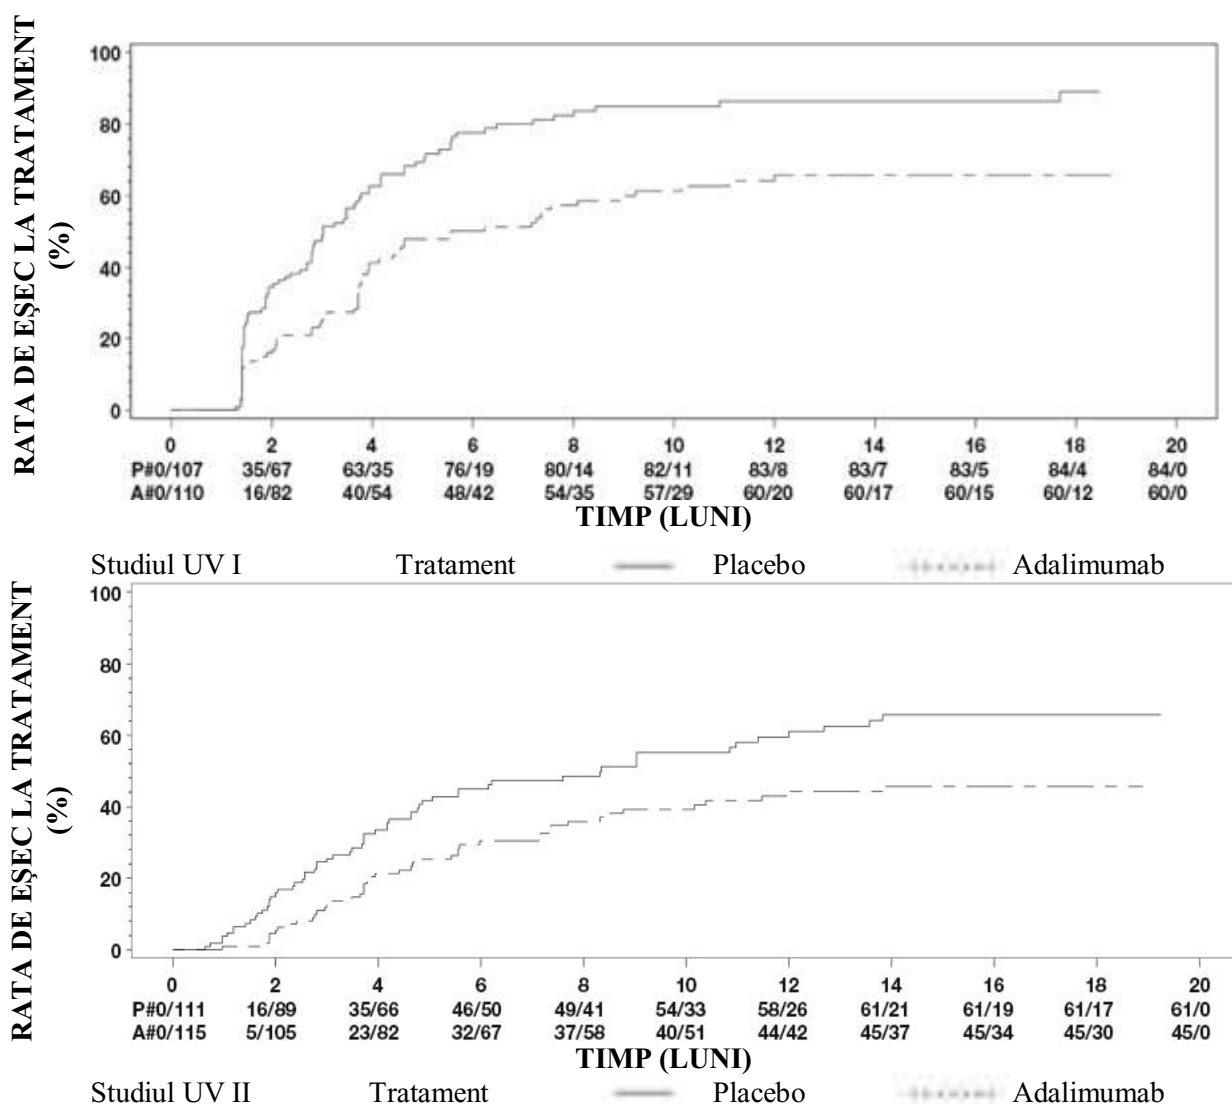 RATA DE EŞEC LA TRATAMENT
(%)
100
80
60
40
20
0
0 2 4 6 8 10 12 14 16 18 20
P#0/107 35/67 63/35 76/19 80/14 82/11 83/8 83/7 83/5 84/4 84/0
A#0/110 16/82 40/54 48/42 54/35 57/29 60/20 60/17 60/15 60/12 60/0
TIMP (LUNI)
Studiul UV I Tratament Placebo Adalimumab
RATA DE EŞEC LA TRATAMENT
(%)
100
80
60
40
20
0
0 2 4 6 8 10 12 14 16 18 20
P#0/111 16/89 35/66 46/50 49/41 54/33 58/26 61/21 61/19 61/17 61/0
A#0/115 5/105 23/82 32/67 37/58 40/51 44/42 45/37 45/34 45/30 45/0
TIMP (LUNI)
Studiul UV II Tratament Placebo Adalimumab